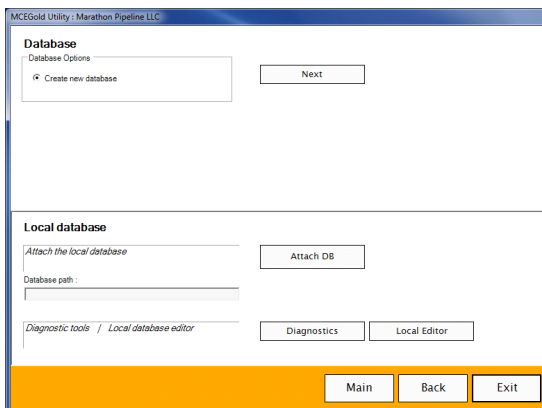 MCEGold Utility : Marathon Pipeline LLC
Database
Database Options
Create new database
Next
Local database
Attach the local database
Attach DB
Database path :
Diagnostic tools | Local database editor
Diagnostics
Local Editor
Main
Back
Exit